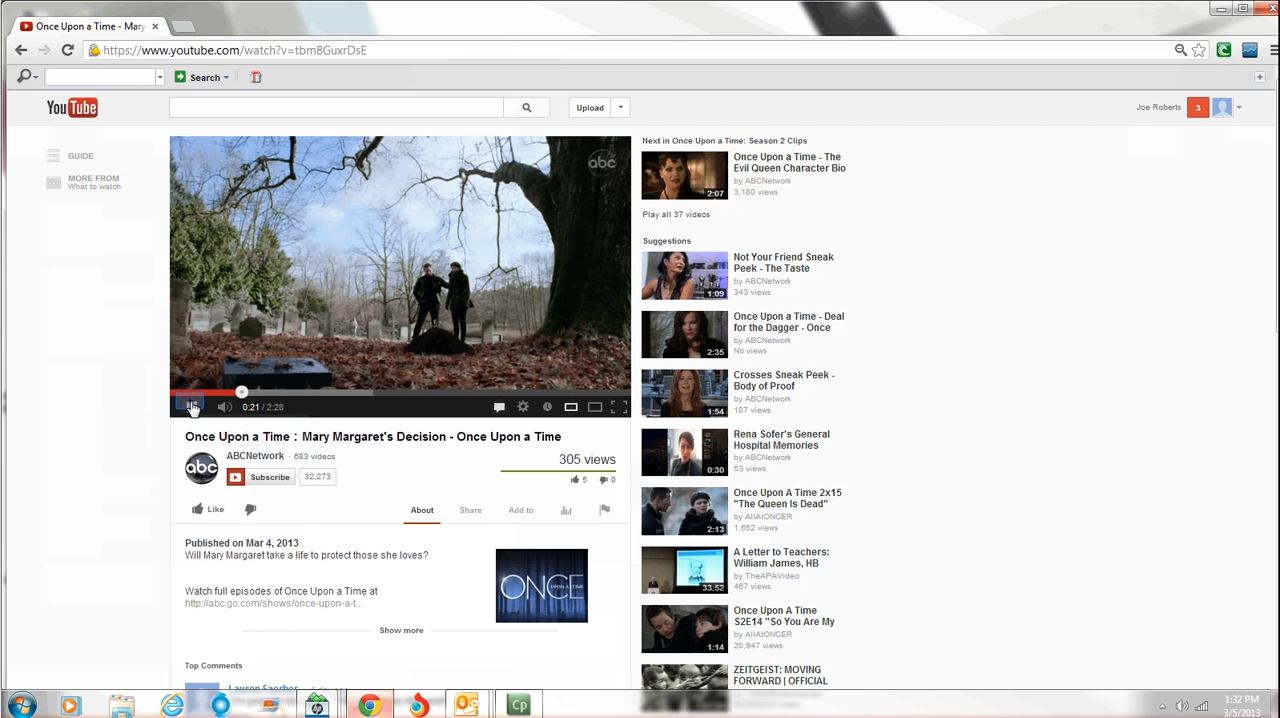 Once Upon a Time - Mary
https://www.youtube.com/watch?v=tbm8GuxrDsE
Search
YouTube
Upload
Joe Roberts
3
GUIDE
MORE FROM
What to watch
abc
0:21 / 2:28
Once Upon a Time : Mary Margaret's Decision - Once Upon a Time
abc
ABCNetwork · 683 videos
305 views
Subscribe
32,273
5
0
Like
About
Share
Add to
Published on Mar 4, 2013
Will Mary Margaret take a life to protect those she loves?
Watch full episodes of Once Upon a Time at
http://abc.go.com/shows/once-upon-a-t...
ONCE
UPON A TIME
Show more
Top Comments
Next in Once Upon a Time: Season 2 Clips
2:07
Once Upon a Time - The
Evil Queen Character Bio
by ABCNetwork
3,180 views
Play all 37 videos
Suggestions
1:09
Not Your Friend Sneak
Peek - The Taste
by ABCNetwork
343 views
2:35
Once Upon a Time - Deal
for the Dagger - Once
by ABCNetwork
No views
1:54
Crosses Sneak Peek -
Body of Proof
by ABCNetwork
107 views
0:30
Rena Sofer's General
Hospital Memories
by ABCNetwork
53 views
2:13
Once Upon A Time 2x15
"The Queen Is Dead"
by AllAtONCER
1,652 views
33:52
A Letter to Teachers:
William James, HB
by TheAPAVideo
467 views
1:14
Once Upon A Time
S2E14 "So You Are My
by AllAtONCER
20,947 views
ZEITGEIST: MOVING
FORWARD | OFFICIAL
Cp
1:32 PM
3/5/2013